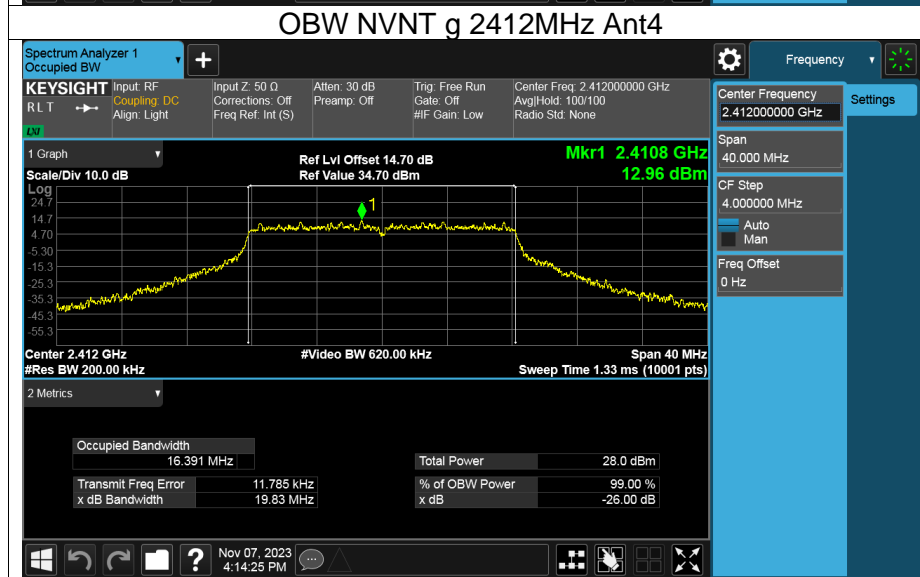 OBW NVNT g 2412MHz Ant4
Spectrum Analyzer 1
Occupied BW
+
Frequency
KEYSIGHT
R L T
LXI
Input: RF
Coupling: DC
Align: Light
Input Z: 50 Ω
Corrections: Off
Freq Ref: Int (S)
Atten: 30 dB
Preamp: Off
Trig: Free Run
Gate: Off
#IF Gain: Low
Center Freq: 2.412000000 GHz
Avg|Hold: 100/100
Radio Std: None
Center Frequency
2.412000000 GHz
Settings
Span
40.000 MHz
CF Step
4.000000 MHz
Auto
Man
Freq Offset
0 Hz
1 Graph
Scale/Div 10.0 dB
Ref Lvl Offset 14.70 dB
Ref Value 34.70 dBm
Mkr1 2.4108 GHz
12.96 dBm
Log
24.7
14.7
4.70
-5.30
-15.3
-25.3
-35.3
-45.3
-55.3
1
Center 2.412 GHz
#Video BW 620.00 kHz
Span 40 MHz
#Res BW 200.00 kHz
Sweep Time 1.33 ms (10001 pts)
2 Metrics
Occupied Bandwidth
16.391 MHz
Total Power 28.0 dBm
Transmit Freq Error 11.785 kHz
% of OBW Power 99.00 %
x dB Bandwidth 19.83 MHz
x dB -26.00 dB
?
Nov 07, 2023
4:14:25 PM